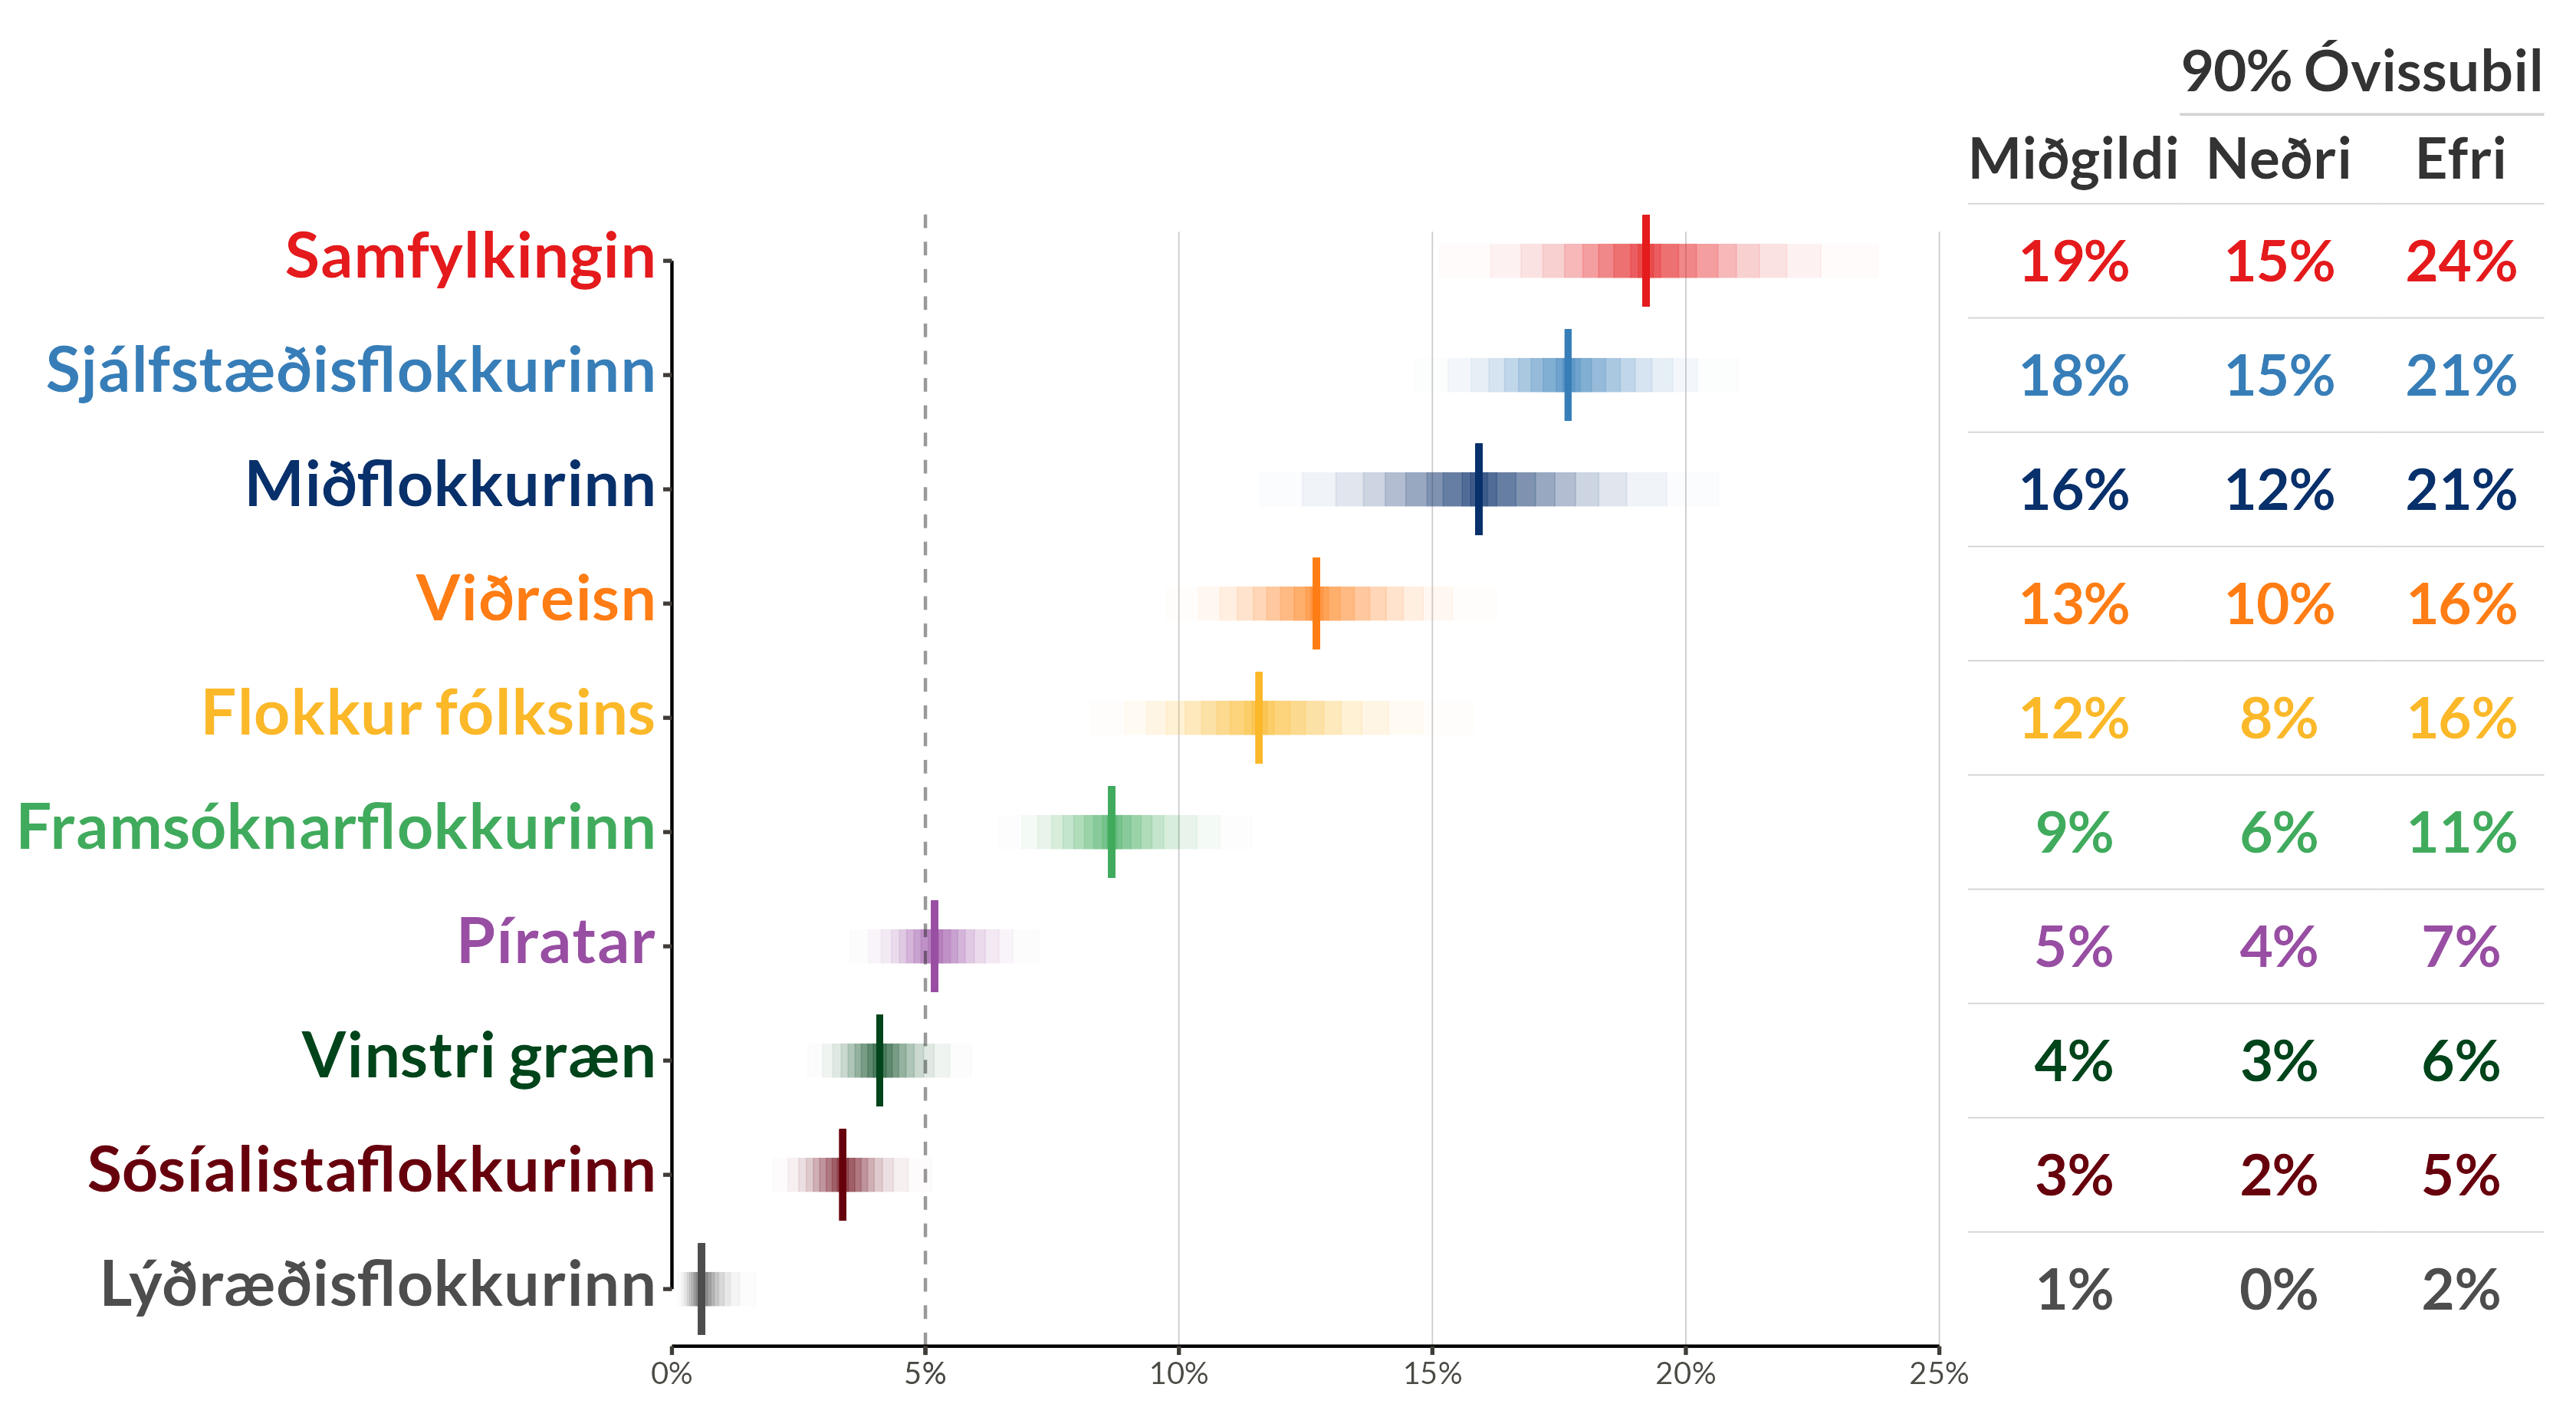 90% Óvissubil
Miðgildi Neðri Efri
Samfylkingin 19% 15% 24%
Sjálfstæðisflokkurinn 18% 15% 21%
Miðflokkurinn 16% 12% 21%
Viðreisn 13% 10% 16%
Flokkur fólksins 12% 8% 16%
Framsóknarflokkurinn 9% 6% 11%
Píratar 5% 4% 7%
Vinstri græn 4% 3% 6%
Sósíalistaflokkurinn 3% 2% 5%
Lýðræðisflokkurinn 1% 0% 2%
0% 5% 10% 15% 20% 25%